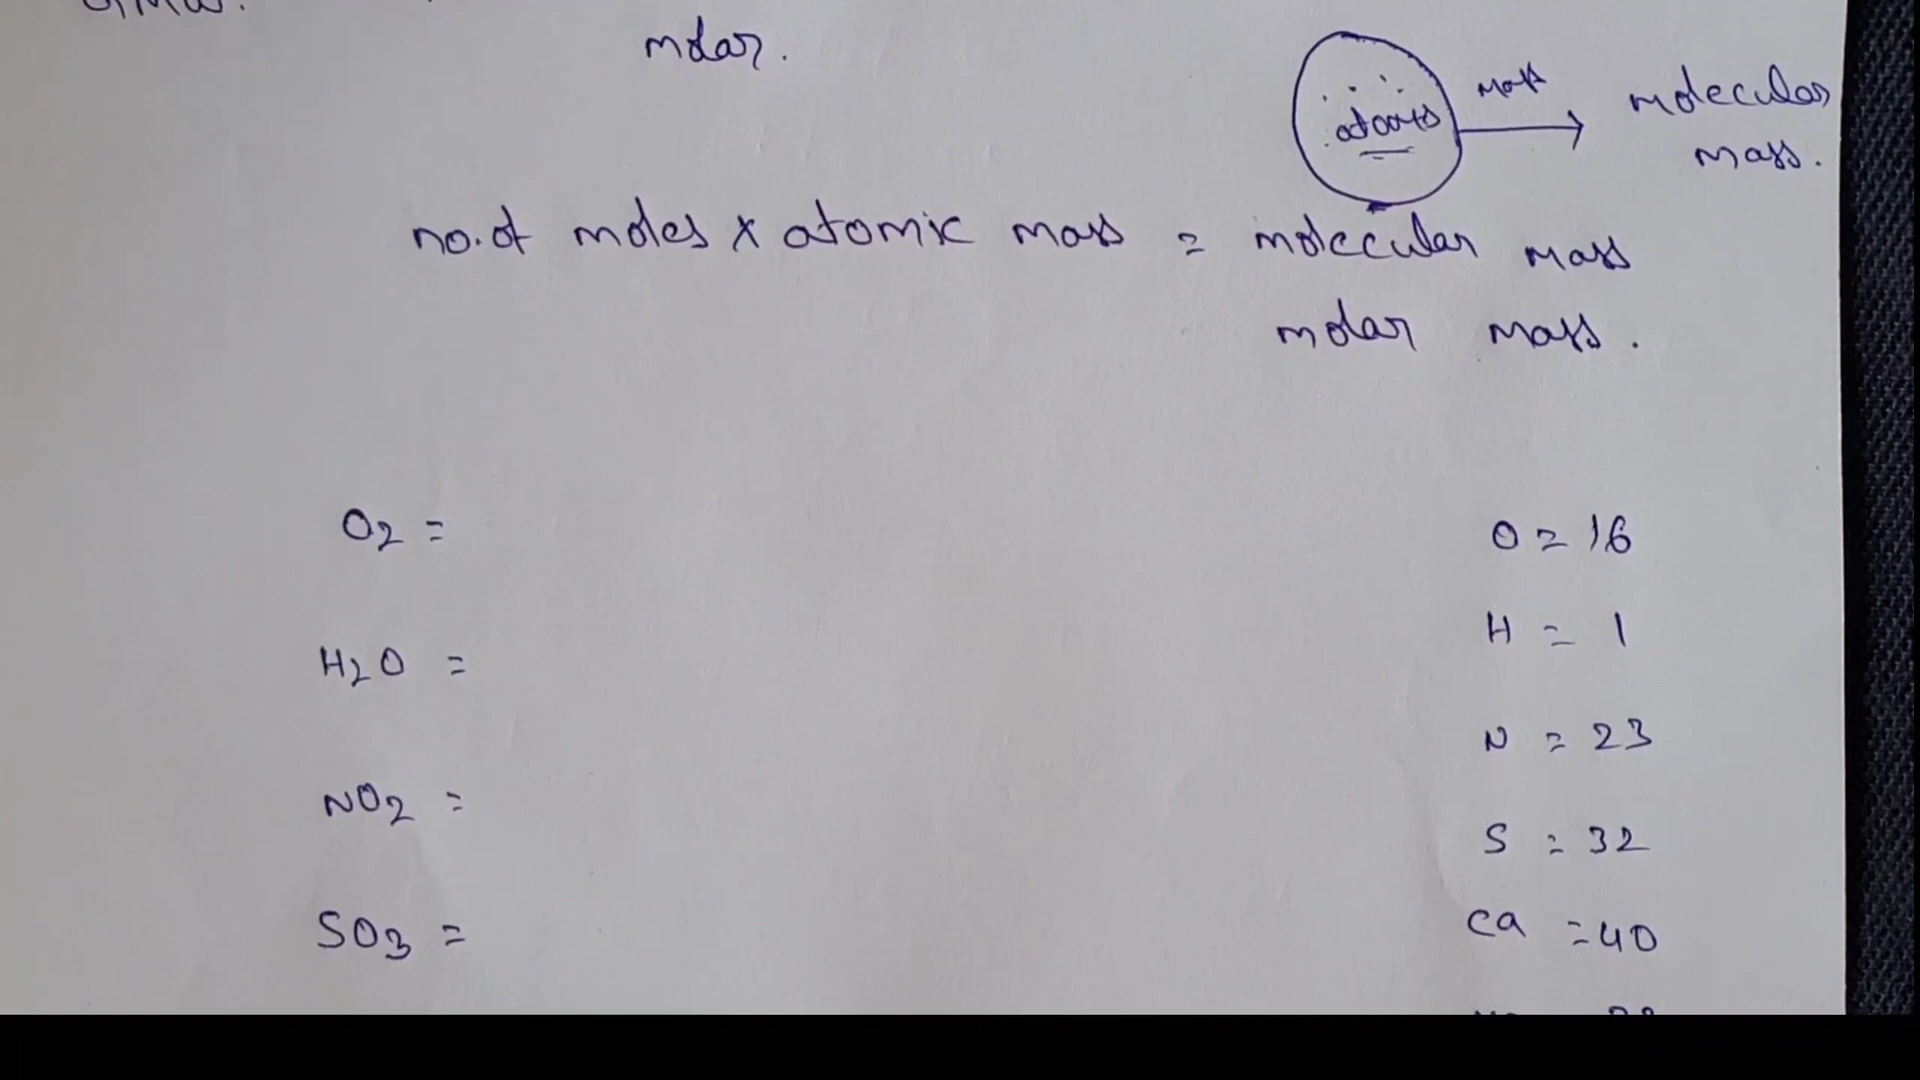 molar.
atoms
mass
molecular
mass.
no. of moles x atomic mass = molecular mass
molar mass.
O2 =
O = 16
H2O =
H = 1
N = 23
NO2 =
S = 32
SO3 =
Ca = 40